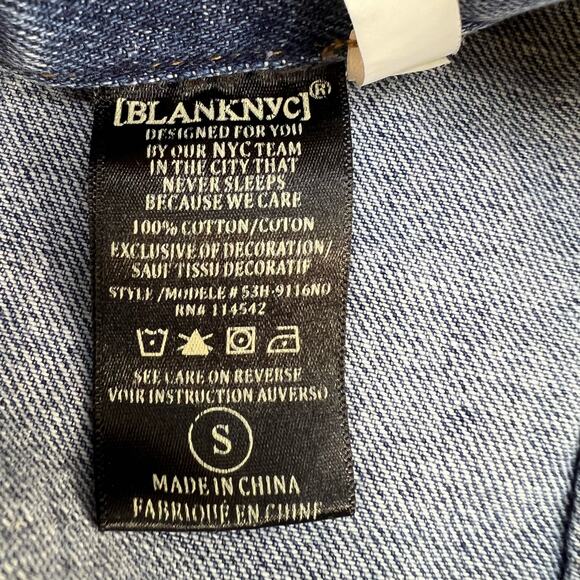 [BLANKNYC]®
DESIGNED FOR YOU
BY OUR NYC TEAM
IN THE CITY THAT
NEVER SLEEPS
BECAUSE WE CARE
100% COTTON/COTON
EXCLUSIVE OF DECORATION/
SAUF TISSU DECORATIF
STYLE /MODELE # 53H-9116NO
RN# 114542
SEE CARE ON REVERSE
VOIR INSTRUCTION AUVERSO
S
MADE IN CHINA
FABRIQUÉ EN CHINE